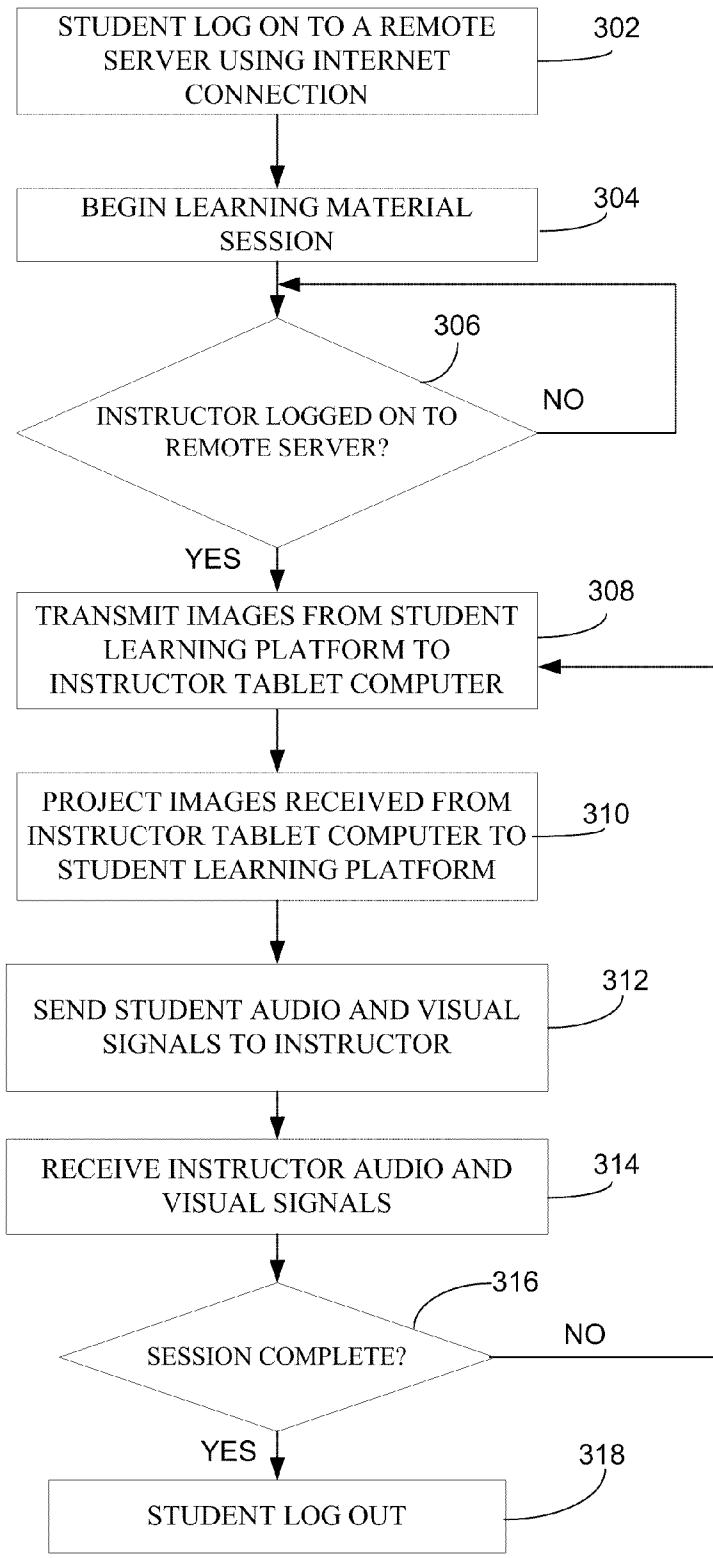 STUDENT LOG ON TO A REMOTE
SERVER USING INTERNET
CONNECTION
302
BEGIN LEARNING MATERIAL
SESSION
304
306
INSTRUCTOR LOGGED ON TO
REMOTE SERVER?
NO
YES
308
TRANSMIT IMAGES FROM STUDENT
LEARNING PLATFORM TO
INSTRUCTOR TABLET COMPUTER
PROJECT IMAGES RECEIVED FROM
INSTRUCTOR TABLET COMPUTER TO
STUDENT LEARNING PLATFORM
310
SEND STUDENT AUDIO AND VISUAL
SIGNALS TO INSTRUCTOR
312
RECEIVE INSTRUCTOR AUDIO AND
VISUAL SIGNALS
314
316
SESSION COMPLETE?
NO
YES
STUDENT LOG OUT
318